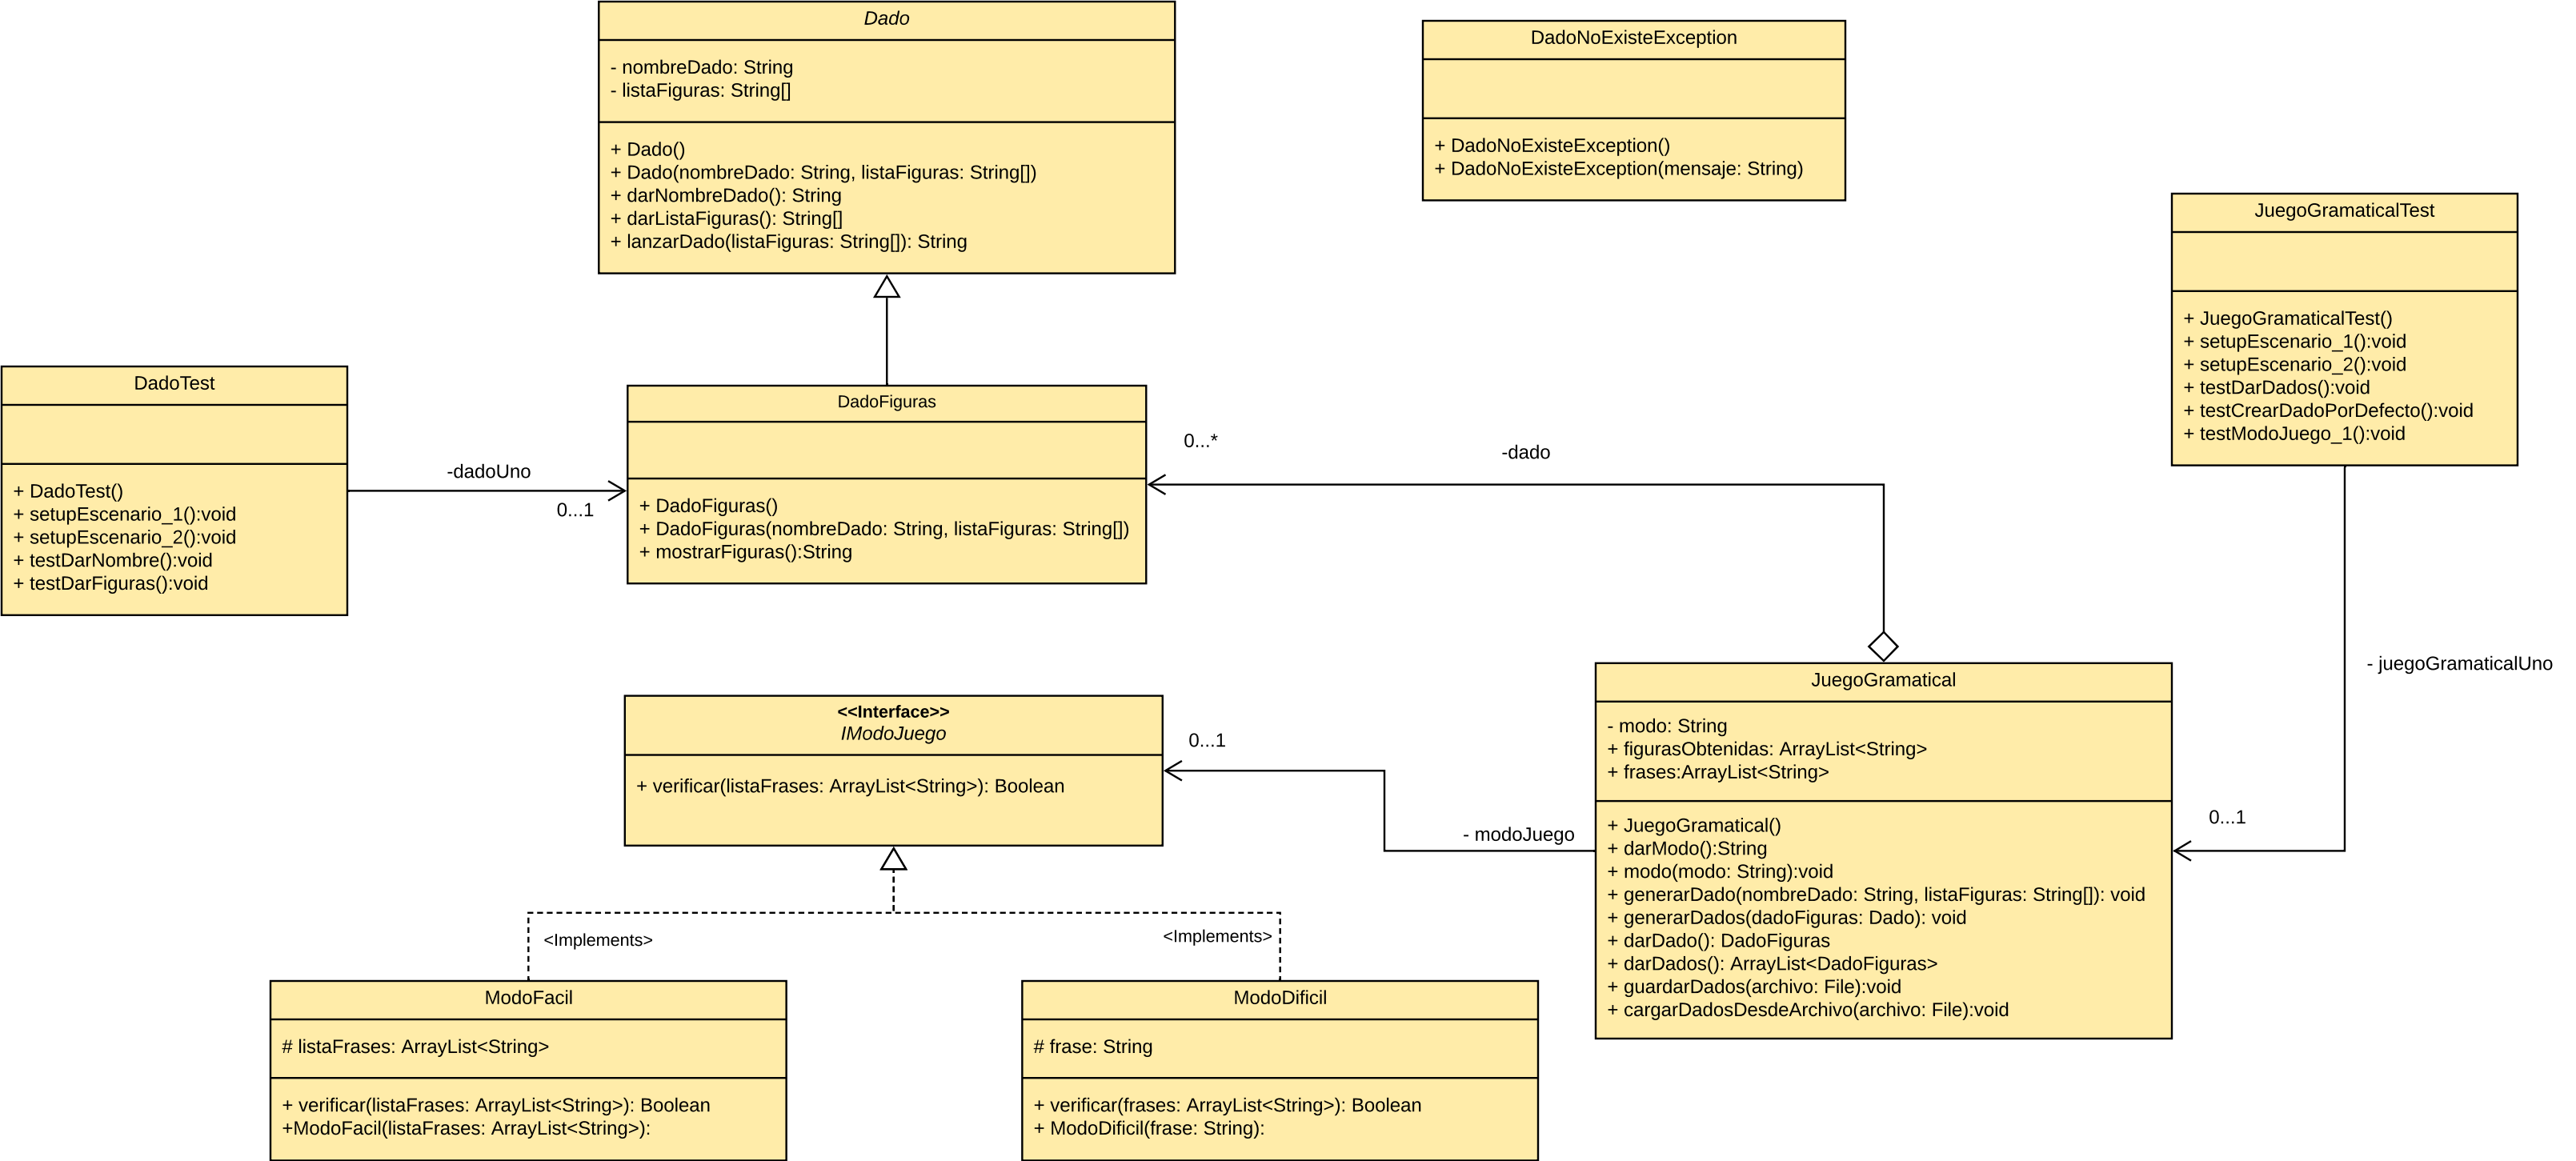 Dado
- nombreDado: String
- listaFiguras: String[]
+ Dado()
+ Dado(nombreDado: String, listaFiguras: String[])
+ darNombreDado(): String
+ darListaFiguras(): String[]
+ lanzarDado(listaFiguras: String[]): String
DadoNoExisteException
+ DadoNoExisteException()
+ DadoNoExisteException(mensaje: String)
JuegoGramaticalTest
+ JuegoGramaticalTest()
+ setupEscenario_1():void
+ setupEscenario_2():void
+ testDarDados():void
+ testCrearDadoPorDefecto():void
+ testModoJuego_1():void
DadoTest
+ DadoTest()
+ setupEscenario_1():void
+ setupEscenario_2():void
+ testDarNombre():void
+ testDarFiguras():void
-dadoUno
0...1
DadoFiguras
+ DadoFiguras()
+ DadoFiguras(nombreDado: String, listaFiguras: String[])
+ mostrarFiguras():String
0...*
-dado
- juegoGramaticalUno
0...1
<<Interface>>
IModoJuego
+ verificar(listaFrases: ArrayList<String>): Boolean
0...1
- modoJuego
JuegoGramatical
- modo: String
+ figurasObtenidas: ArrayList<String>
+ frases:ArrayList<String>
+ JuegoGramatical()
+ darModo():String
+ modo(modo: String):void
+ generarDado(nombreDado: String, listaFiguras: String[]): void
+ generarDados(dadoFiguras: Dado): void
+ darDado(): DadoFiguras
+ darDados(): ArrayList<DadoFiguras>
+ guardarDados(archivo: File):void
+ cargarDadosDesdeArchivo(archivo: File):void
<Implements>
<Implements>
ModoFacil
# listaFrases: ArrayList<String>
+ verificar(listaFrases: ArrayList<String>): Boolean
+ModoFacil(listaFrases: ArrayList<String>):
ModoDificil
# frase: String
+ verificar(frases: ArrayList<String>): Boolean
+ ModoDificil(frase: String):